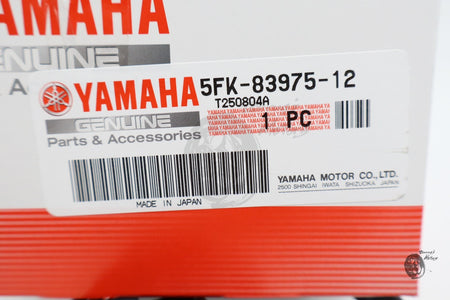 YAMAHA
GENUINE
& A
YAMAHA 5FK-83975-12
T250804A
GENUINE
Parts & Accessories
1 PC
MADE IN JAPAN
YAMAHA MOTOR CO., LTD.
2500 SHINGAI IWATA SHIZUOKA JAPAN